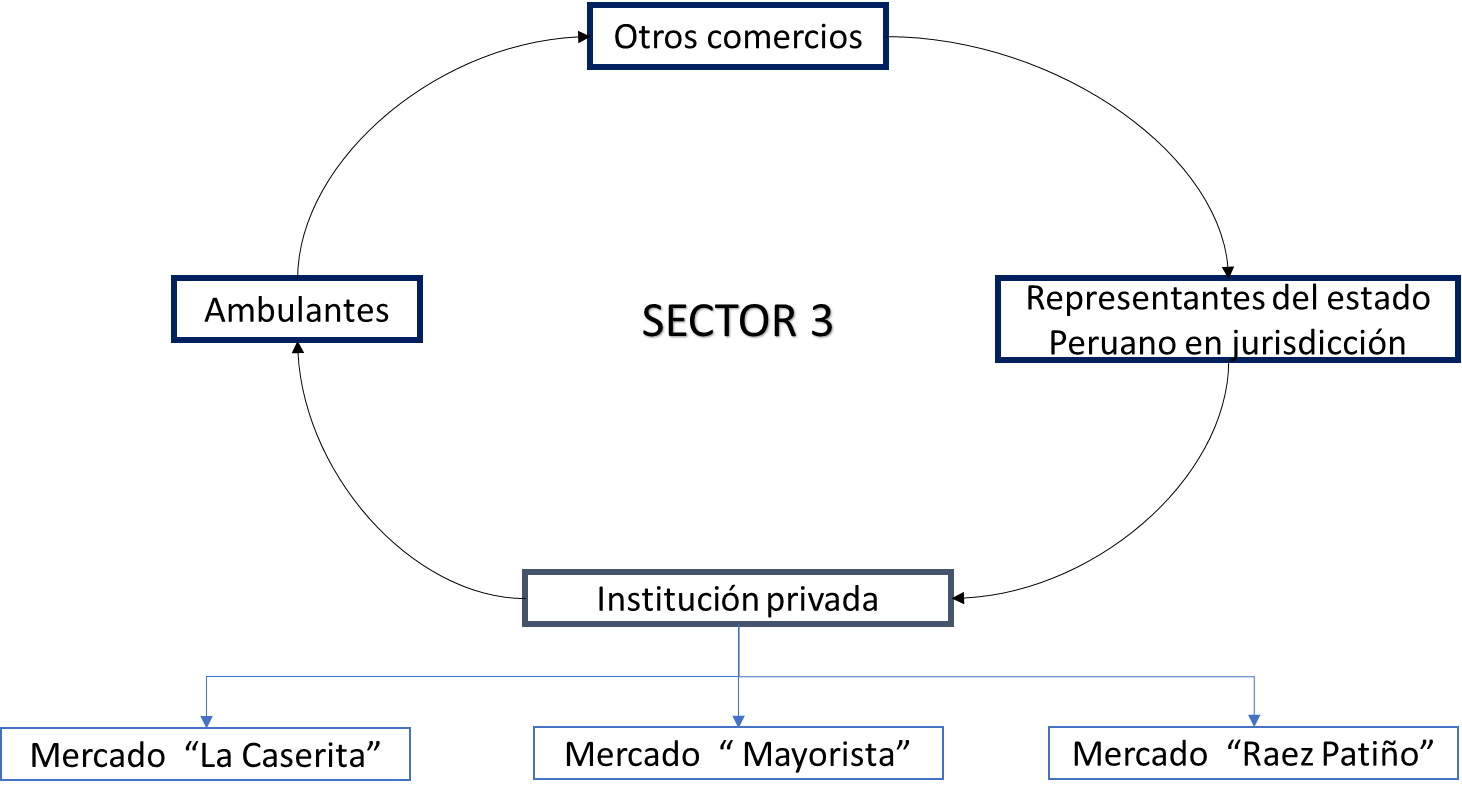 Otros comercios
Ambulantes
SECTOR 3
Representantes del estado
Peruano en jurisdicción
Institución privada
Mercado “La Caserita”
Mercado “ Mayorista”
Mercado “Raez Patiño”